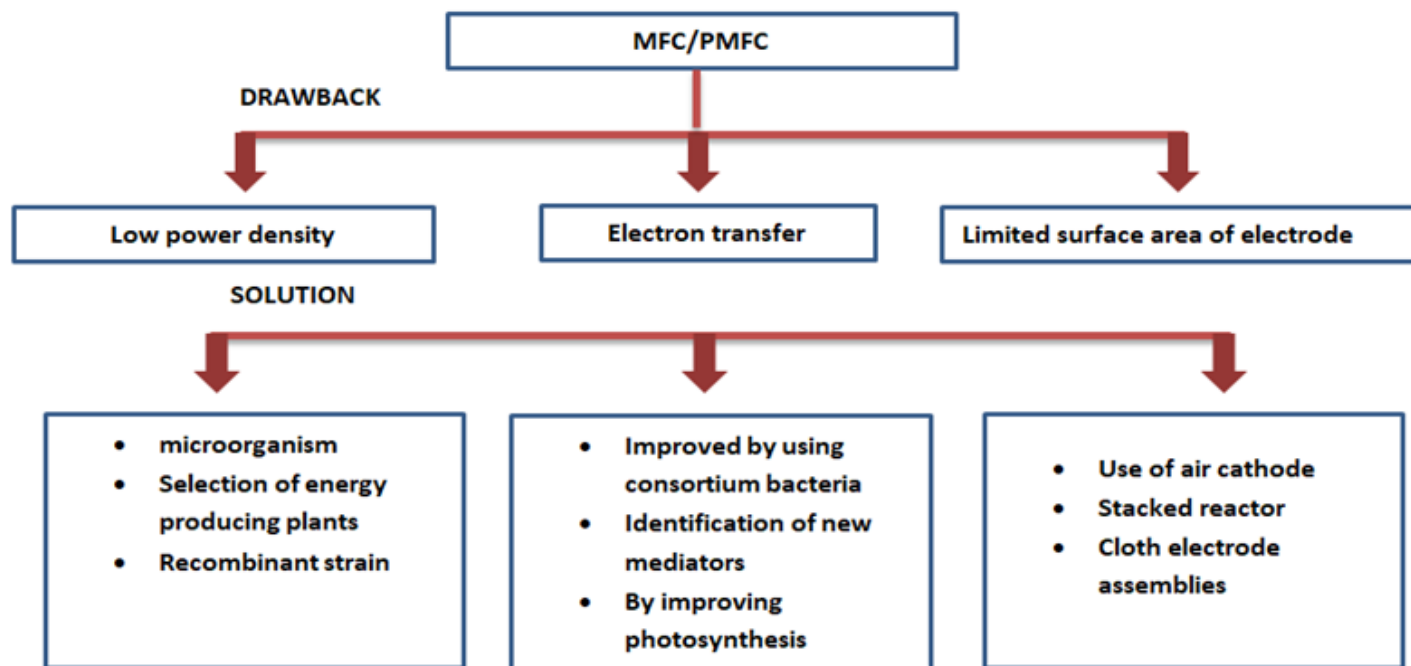 MFC/PMFC
DRAWBACK
Low power density
Electron transfer
Limited surface area of electrode
SOLUTION
• microorganism
• Selection of energy
producing plants
• Recombinant strain
• Improved by using
consortium bacteria
• Identification of new
mediators
• By improving
photosynthesis
• Use of air cathode
• Stacked reactor
• Cloth electrode
assemblies